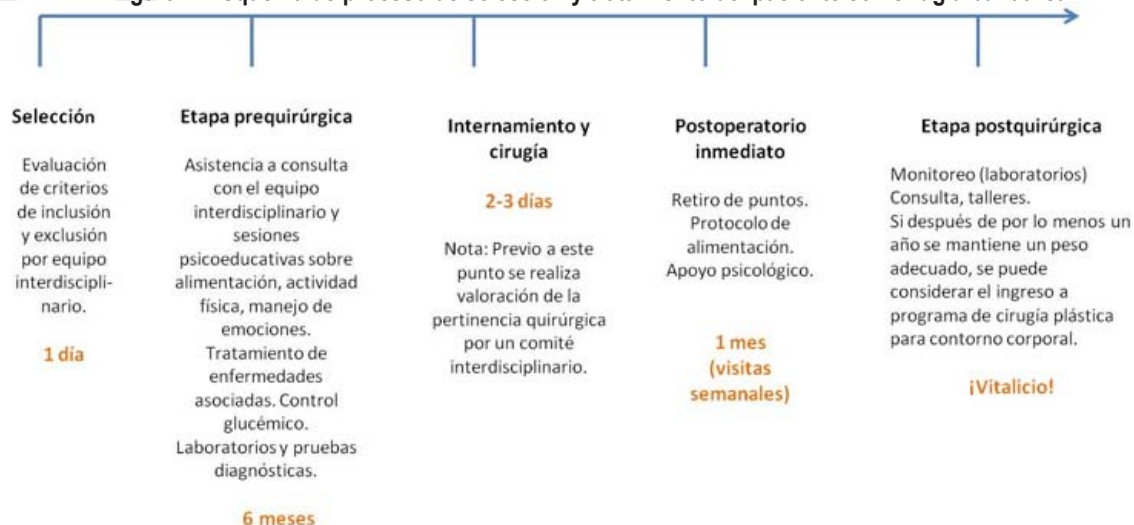 Selección
Evaluación
de criterios
de inclusión
y exclusión
por equipo
interdiscipli-
nario.
1 día
Etapa prequirúrgica
Asistencia a consulta
con el equipo
interdisciplinario y
sesiones
psicoeducativas sobre
alimentación, actividad
física, manejo de
emociones.
Tratamiento de
enfermedades
asociadas. Control
glucémico.
Laboratorios y pruebas
diagnósticas.
6 meses
Internamiento y
cirugía
2-3 días
Nota: Previo a este
punto se realiza
valoración de la
pertinencia quirúrgica
por un comité
interdisciplinario.
Postoperatorio
inmediato
Retiro de puntos.
Protocolo de
alimentación.
Apoyo psicológico.
1 mes
(visitas
semanales)
Etapa postquirúrgica
Monitoreo (laboratorios)
Consulta, talleres.
Si después de por lo menos un
año se mantiene un peso
adecuado, se puede
considerar el ingreso a
programa de cirugía plástica
para contorno corporal.
¡Vitalicio!